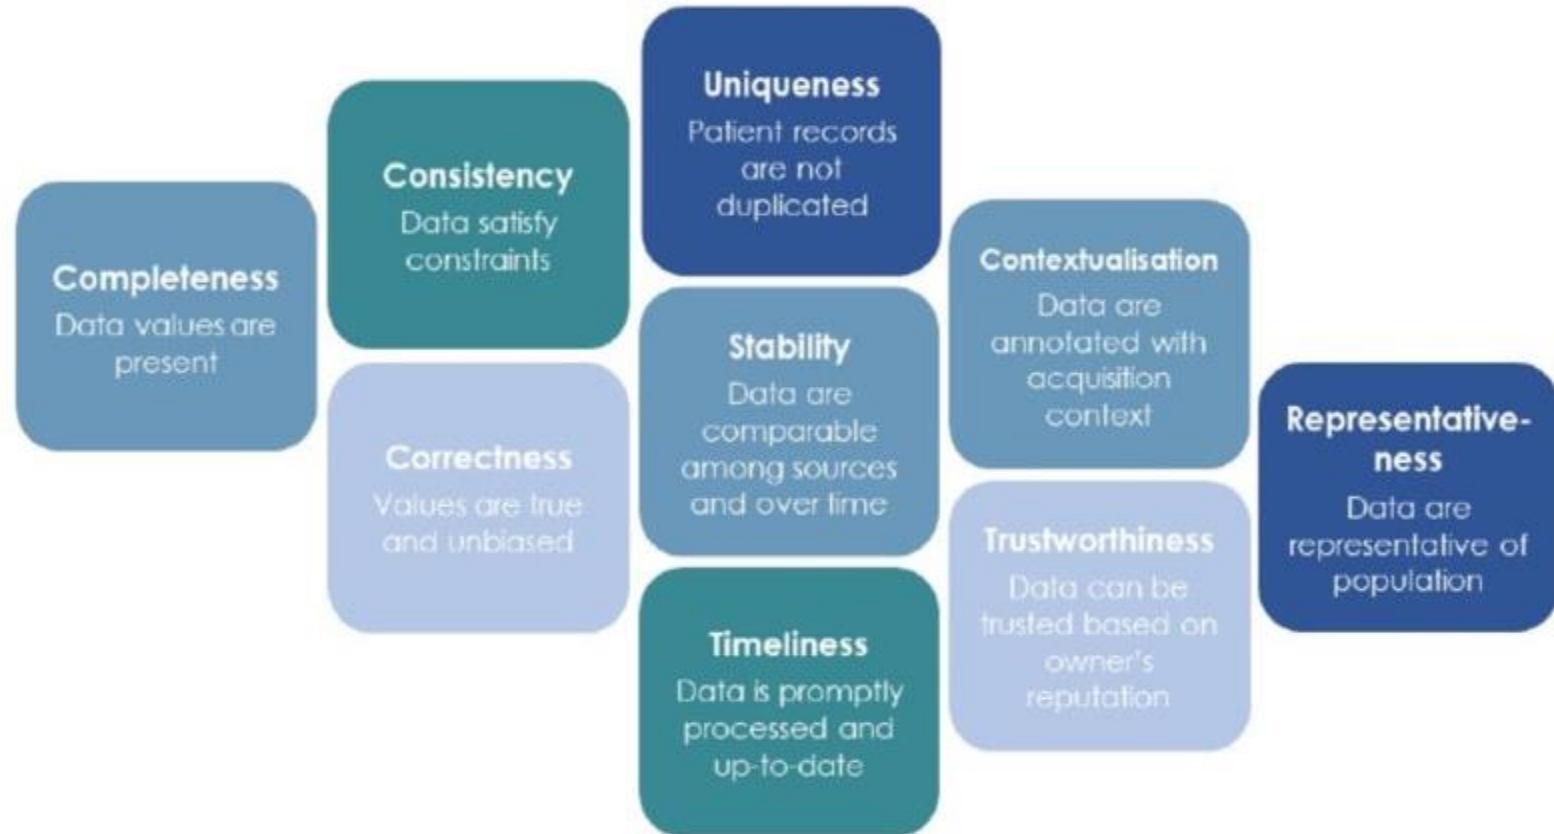 Completeness
Data values are
present
Consistency
Data satisfy
constraints
Correctness
Values are true
and unbiased
Uniqueness
Patient records
are not
duplicated
Stability
Data are
comparable
among sources
and over time
Timeliness
Data is promptly
processed and
up-to-date
Contextualisation
Data are
annotated with
acquisition
context
Trustworthiness
Data can be
trusted based on
owner's
reputation
Representative-
ness
Data are
representative of
population